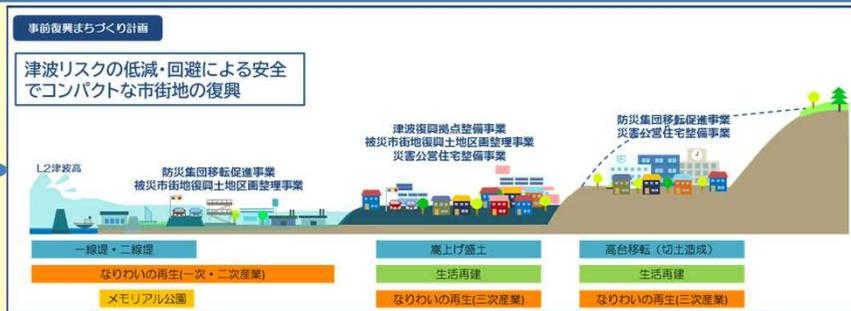 事前復興まちづくり計画
津波リスクの低減・回避による安全
でコンパクトな市街地の復興
L2津波高
防災集団移転促進事業
被災市街地復興土地区画整理事業
津波復興拠点整備事業
被災市街地復興土地区画整理事業
災害公営住宅整備事業
防災集団移転促進事業
災害公営住宅整備事業
一線堤・二線堤
嵩上げ盛土
高台移転（切土造成）
なりわいの再生(一次・二次産業)
生活再建
生活再建
メモリアル公園
なりわいの再生(三次産業)
なりわいの再生(三次産業)